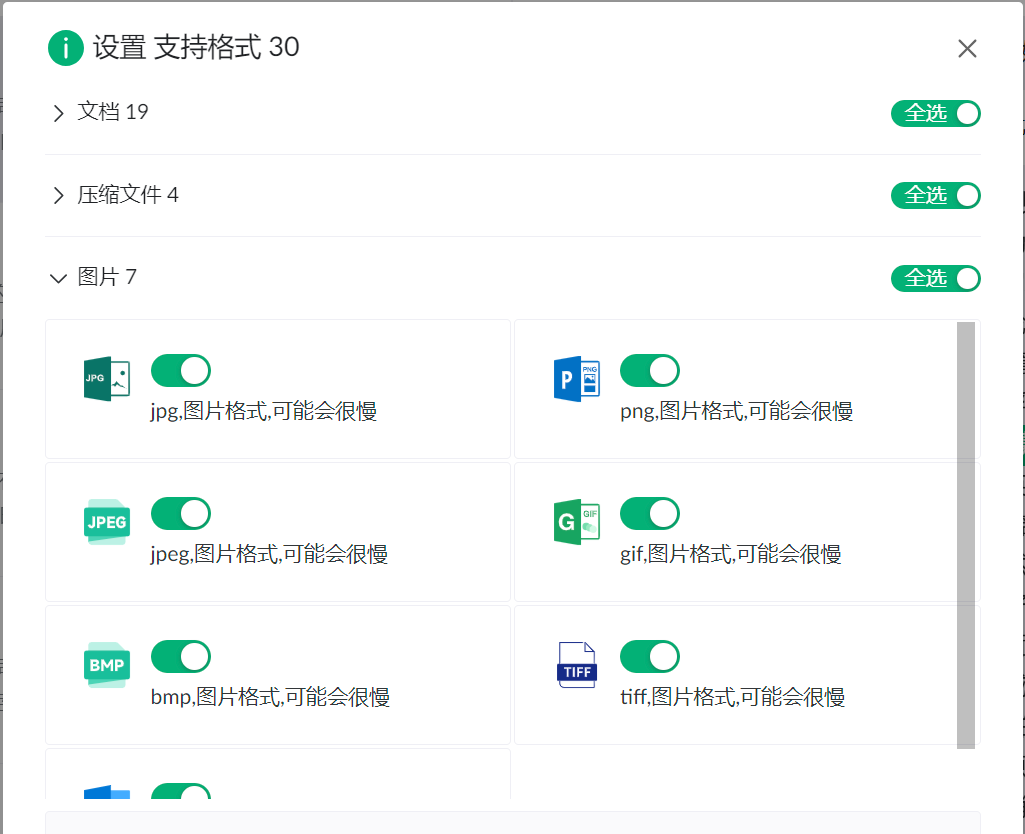 设置 支持格式 30
文档 19
全选
压缩文件 4
全选
图片 7
全选
JPG
jpg,图片格式,可能会很慢
P PNG
png,图片格式,可能会很慢
JPEG
jpeg,图片格式,可能会很慢
G GIF
gif,图片格式,可能会很慢
BMP
bmp,图片格式,可能会很慢
TIFF
tiff,图片格式,可能会很慢